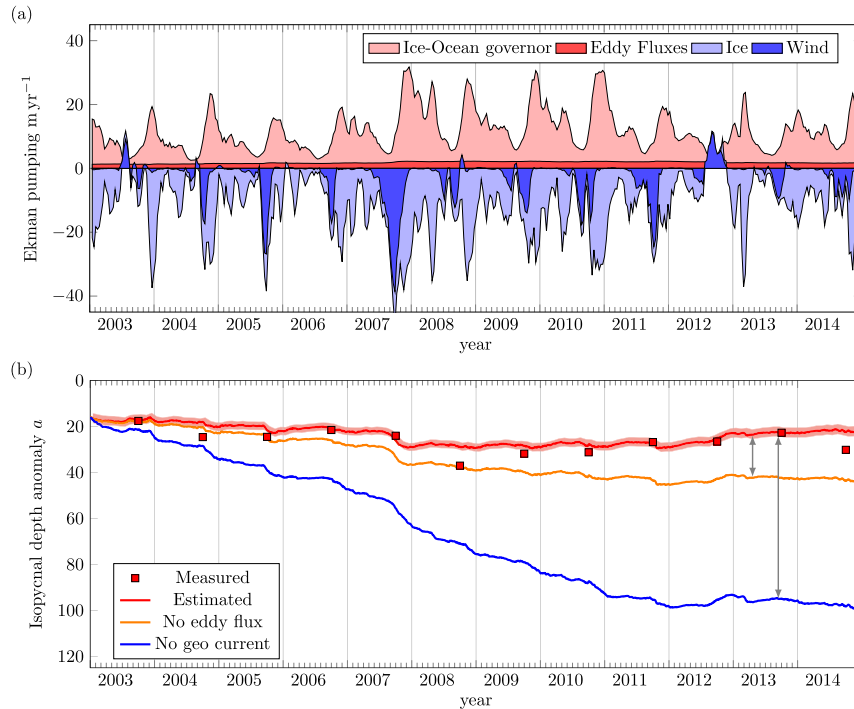 (a)
Ekman pumping m yr⁻¹
40
20
0
−20
−40
Ice-Ocean governor Eddy Fluxes Ice Wind
2003 2004 2005 2006 2007 2008 2009 2010 2011 2012 2013 2014
year
(b)
Isopycnal depth anomaly a
0
20
40
60
80
100
120
Measured
Estimated
No eddy flux
No geo current
2003 2004 2005 2006 2007 2008 2009 2010 2011 2012 2013 2014
year